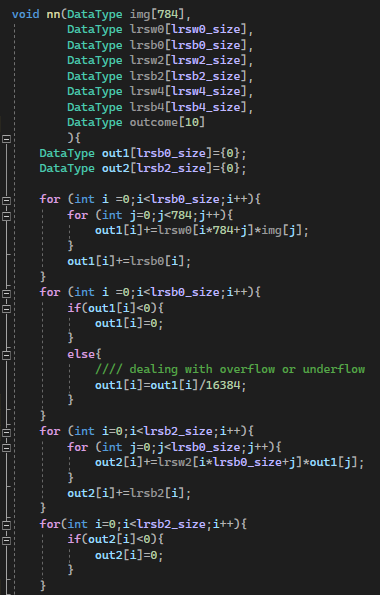 void nn(DataType img[784],
        DataType lrsw0[lrsw0_size],
        DataType lrsb0[lrsb0_size],
        DataType lrsw2[lrsw2_size],
        DataType lrsb2[lrsb2_size],
        DataType lrsw4[lrsw4_size],
        DataType lrsb4[lrsb4_size],
        DataType outcome[10]
        ){
    DataType out1[lrsb0_size]={0};
    DataType out2[lrsb2_size]={0};

    for (int i =0;i<lrsb0_size;i++){
        for (int j=0;j<784;j++){
            out1[i]+=lrsw0[i*784+j]*img[j];
        }
        out1[i]+=lrsb0[i];
    }
    for (int i =0;i<lrsb0_size;i++){
        if(out1[i]<0){
            out1[i]=0;
        }
        else{
            //// dealing with overflow or underflow
            out1[i]=out1[i]/16384;
        }
    }
    for (int i=0;i<lrsb2_size;i++){
        for (int j=0;j<lrsb0_size;j++){
            out2[i]+=lrsw2[i*lrsb0_size+j]*out1[j];
        }
        out2[i]+=lrsb2[i];
    }
    for(int i=0;i<lrsb2_size;i++){
        if(out2[i]<0){
            out2[i]=0;
        }
    }